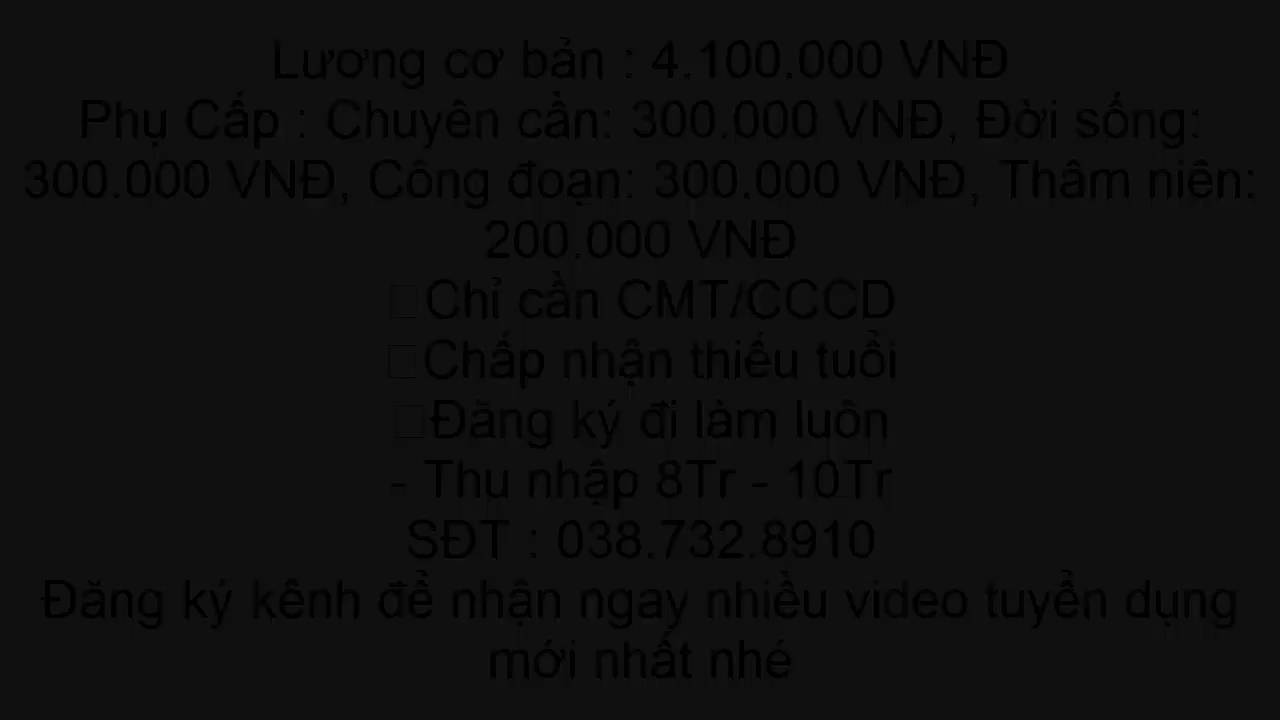 Lương cơ bản : 4.100.000 VNĐ
Phụ Cấp : Chuyên cần: 300.000 VNĐ, Đời sống:
300.000 VNĐ, Công đoạn: 300.000 VNĐ, Thâm niên:
200.000 VNĐ
□Chỉ cần CMT/CCCD
□Chấp nhận thiếu tuổi
□Đăng ký đi làm luôn
- Thu nhập 8Tr - 10Tr
SĐT : 038.732.8910
Đăng ký kênh để nhận ngay nhiều video tuyển dụng
mới nhất nhé